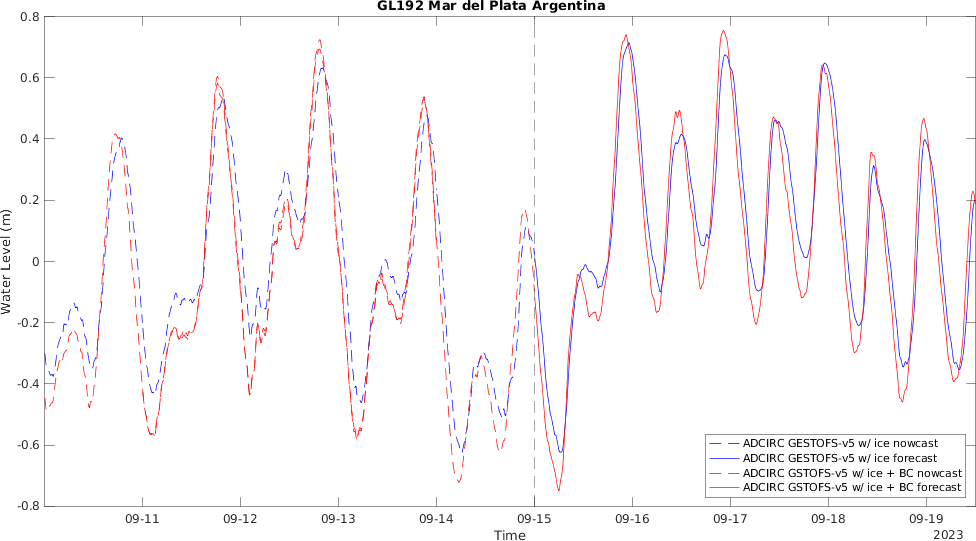 GL192 Mar del Plata Argentina
0.8
0.6
0.4
0.2
0
-0.2
-0.4
-0.6
-0.8
Water Level (m)
ADCIRC GESTOFS-v5 w/ ice nowcast
ADCIRC GESTOFS-v5 w/ ice forecast
ADCIRC GSTOFS-v5 w/ ice + BC nowcast
ADCIRC GSTOFS-v5 w/ ice + BC forecast
09-11 09-12 09-13 09-14 09-15 09-16 09-17 09-18 09-19
Time
2023